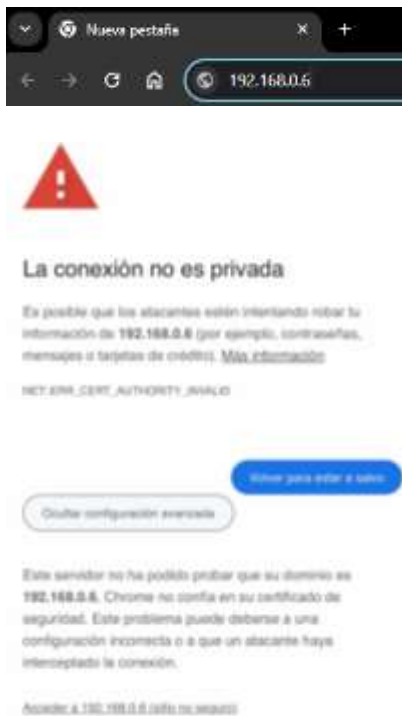 Nueva pestaña
192.168.0.6
La conexión no es privada
Es posible que los atacantes estén intentando robar tu
información de 192.168.0.6 (por ejemplo, contraseñas,
mensajes o tarjetas de crédito). Más información
NET::ERR_CERT_AUTHORITY_INVALID
Volver para estar a salvo
Ocultar configuración avanzada
Este servidor no ha podido probar que su dominio es
192.168.0.6. Chrome no confía en su certificado de
seguridad. Este problema puede deberse a una
configuración incorrecta o a que un atacante haya
interceptado la conexión.
Acceder a 192.168.0.6 (sitio no seguro)